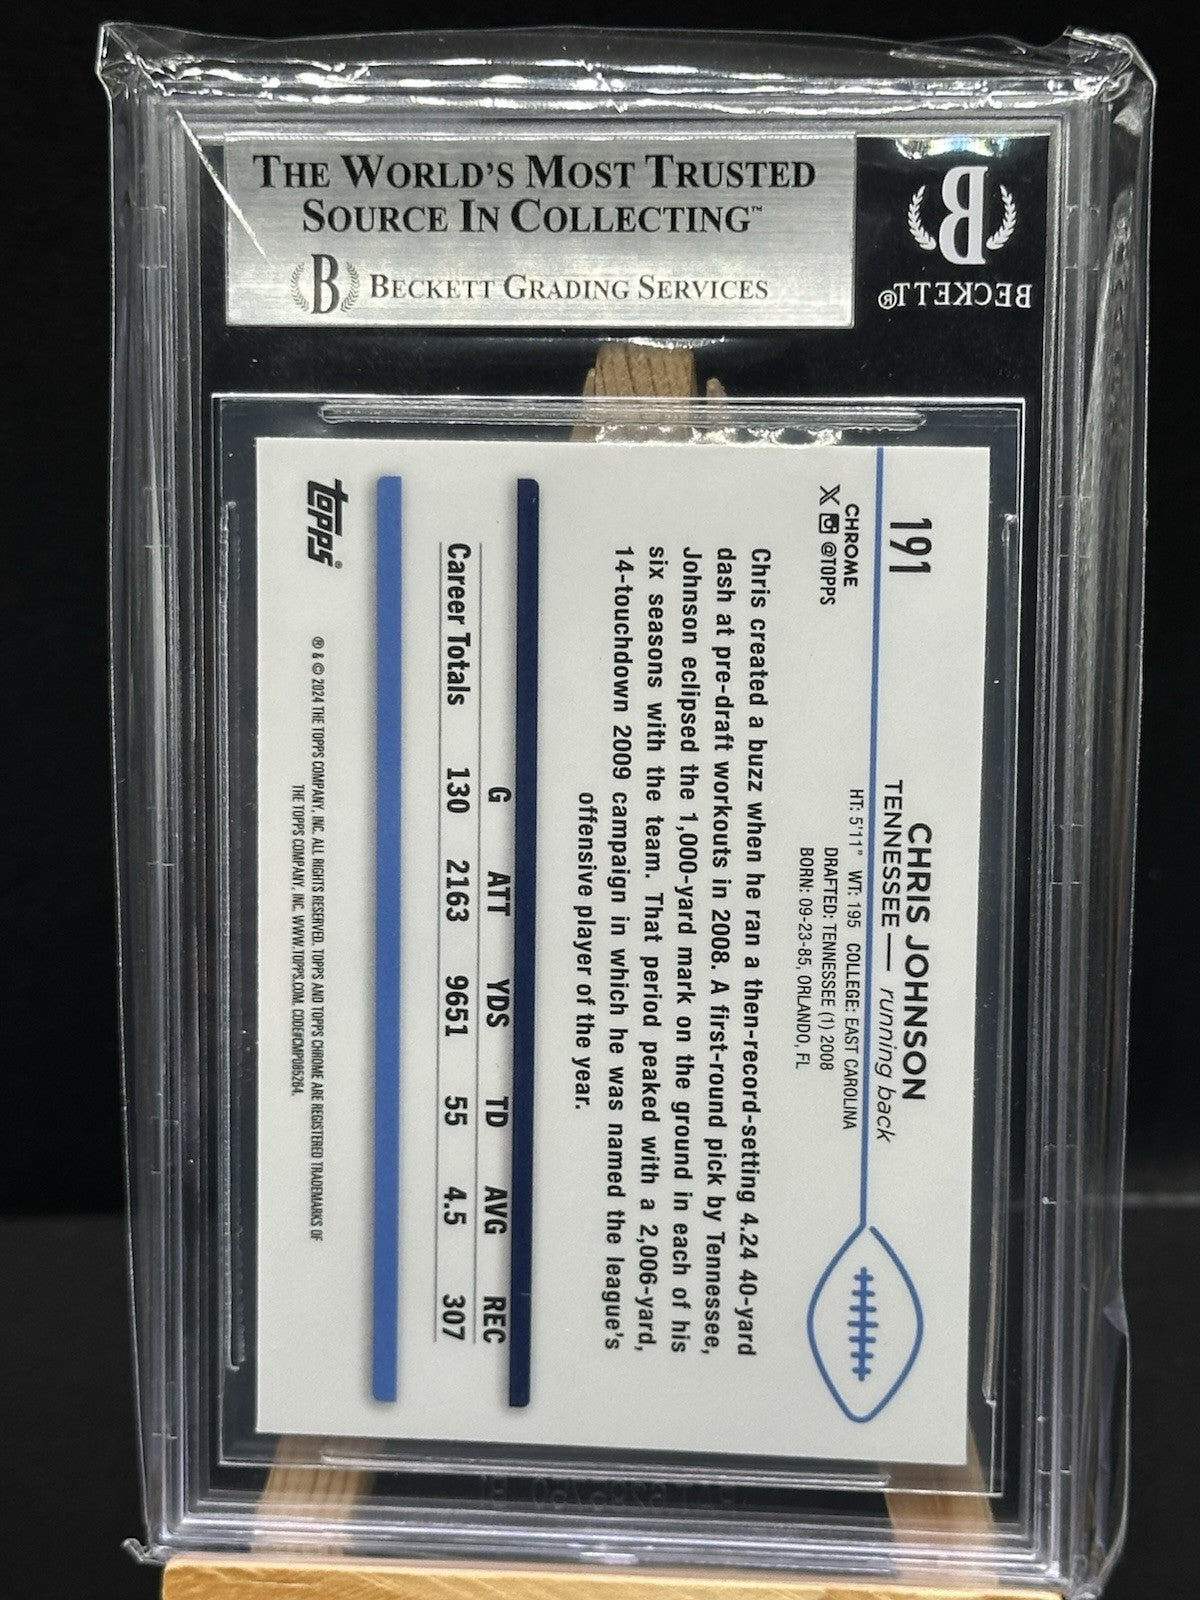 THE WORLD'S MOST TRUSTED
SOURCE IN COLLECTING™
B BECKETT GRADING SERVICES
B
BECKETT®
191
CHRIS JOHNSON
TENNESSEE — running back
CHROME
X @TOPPS
HT: 5'11" WT: 195 COLLEGE: EAST CAROLINA
DRAFTED: TENNESSEE (1) 2008
BORN: 09-23-85, ORLANDO, FL
Chris created a buzz when he ran a then-record-setting 4.24 40-yard
dash at pre-draft workouts in 2008. A first-round pick by Tennessee,
Johnson eclipsed the 1,000-yard mark on the ground in each of his
six seasons with the team. That period peaked with a 2,006-yard,
14-touchdown 2009 campaign in which he was named the league's
offensive player of the year.
G ATT YDS TD AVG REC
Career Totals 130 2163 9651 55 4.5 307
topps®
® & © 2024 THE TOPPS COMPANY, INC. ALL RIGHTS RESERVED. TOPPS AND TOPPS CHROME ARE REGISTERED TRADEMARKS OF
THE TOPPS COMPANY, INC. WWW.TOPPS.COM. CODE#CMP085284.